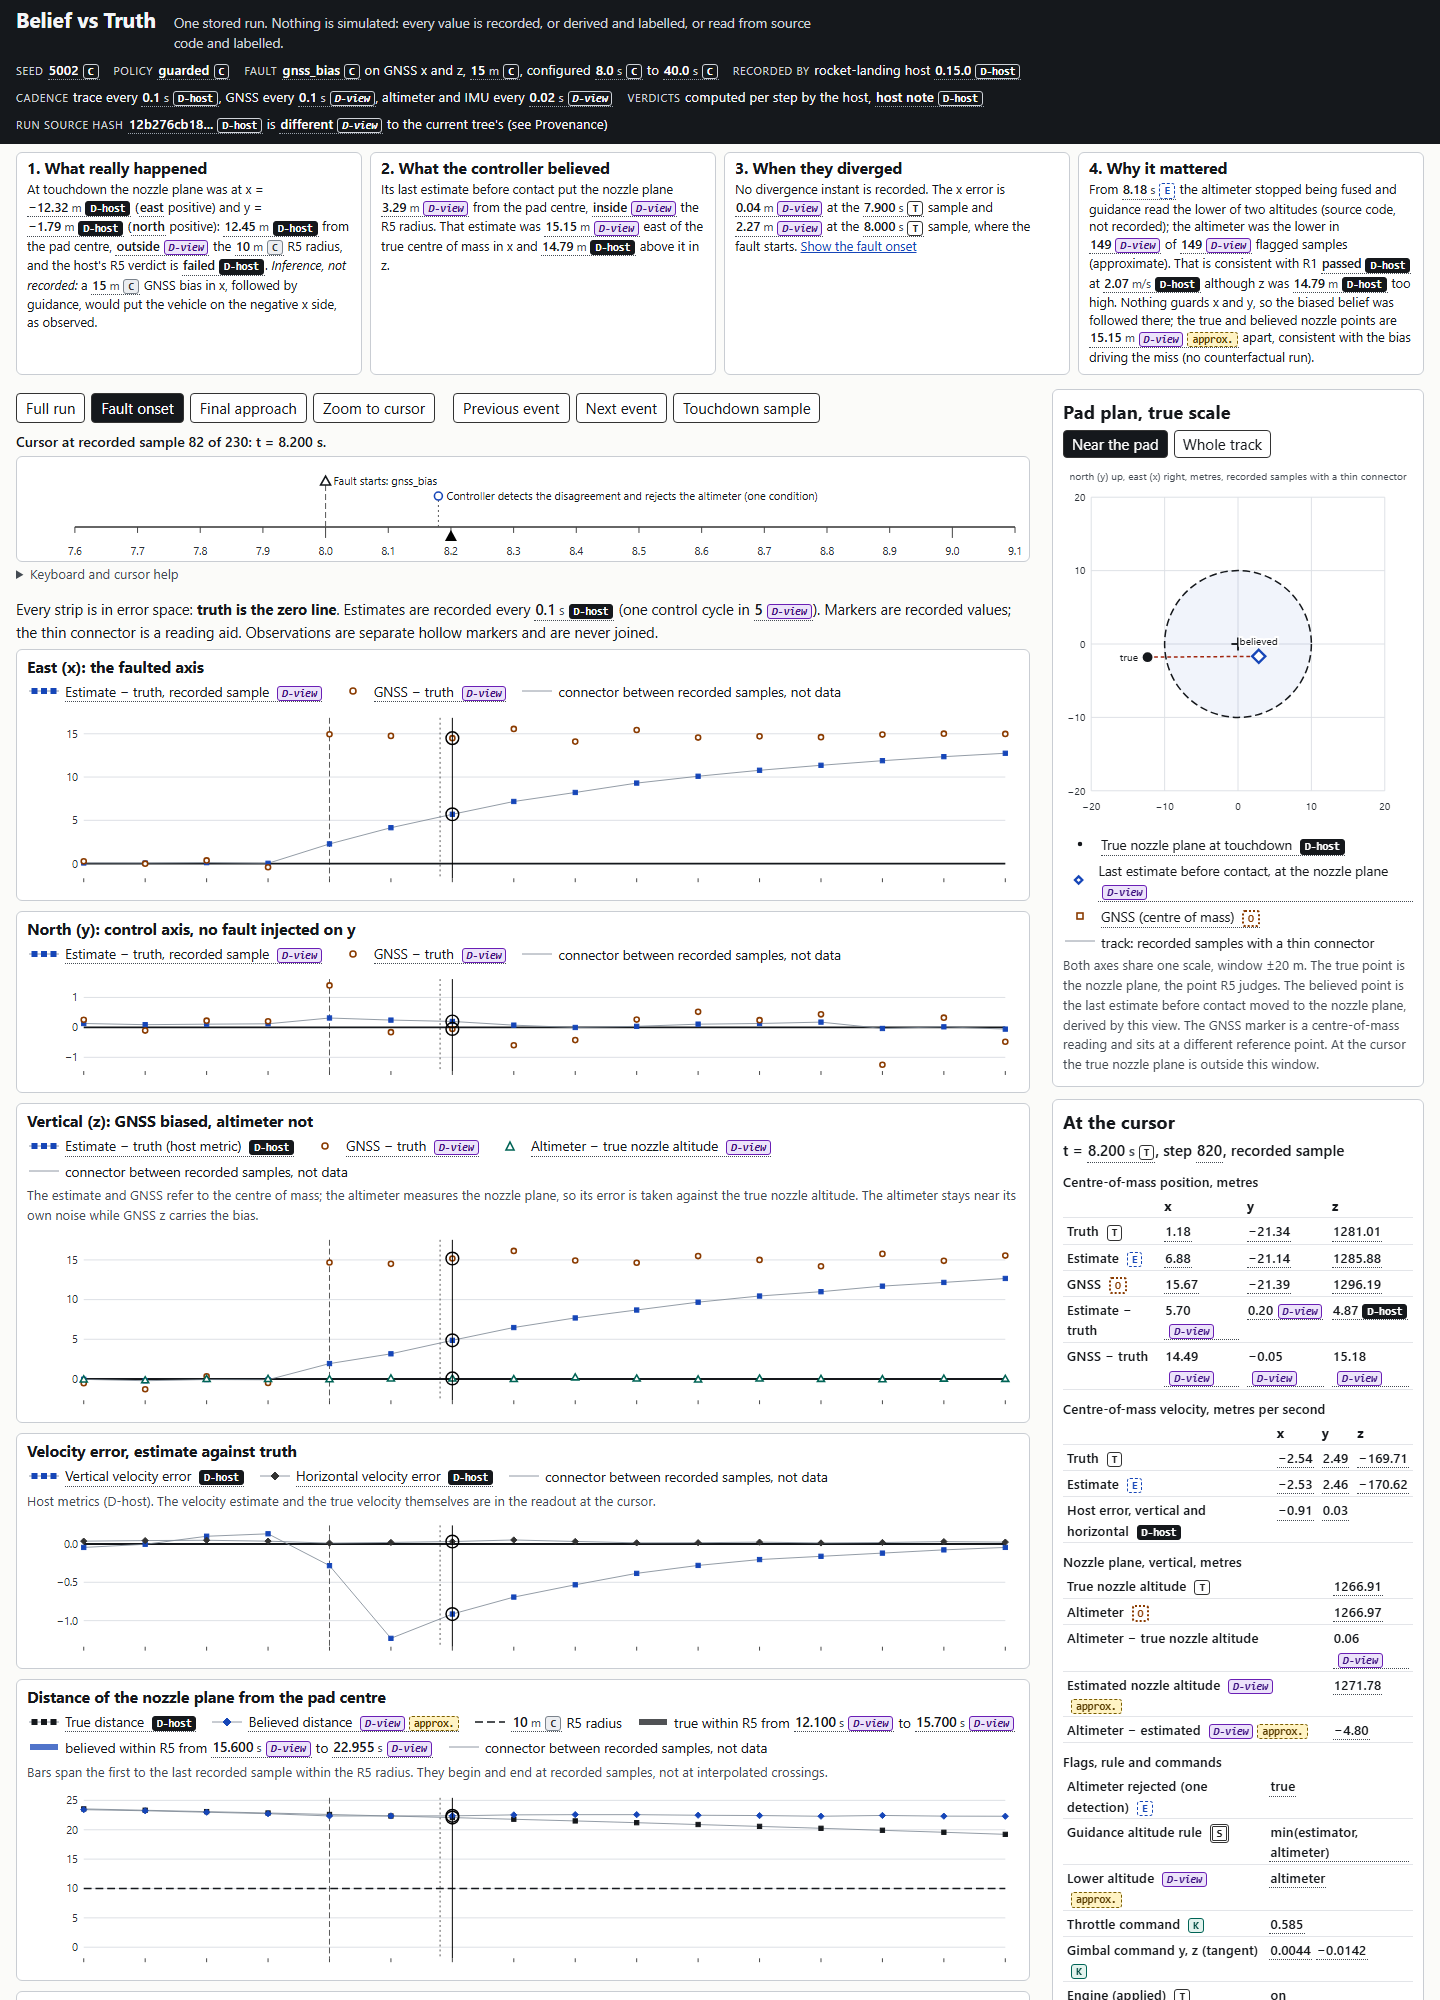 Belief vs Truth
One stored run. Nothing is simulated: every value is recorded, or derived and labelled, or read from source
code and labelled.
SEED 5002 C POLICY guarded C FAULT gnss_bias C on GNSS x and z, 15 m C, configured 8.0 s C to 40.0 s C RECORDED BY rocket-landing host 0.15.0 D-host
CADENCE trace every 0.1 s D-host, GNSS every 0.1 s D-view, altimeter and IMU every 0.02 s D-view VERDICTS computed per step by the host, host note D-host
RUN SOURCE HASH 12b276cb18... D-host is different D-view to the current tree's (see Provenance)
1. What really happened
At touchdown the nozzle plane was at x =
−12.32 m D-host (east positive) and y =
−1.79 m D-host (north positive): 12.45 m D-host from
the pad centre, outside D-view the 10 m C R5 radius,
and the host's R5 verdict is failed D-host. Inference, not
recorded: a 15 m C GNSS bias in x, followed by
guidance, would put the vehicle on the negative x side,
as observed.
2. What the controller believed
Its last estimate before contact put the nozzle plane
3.29 m D-view from the pad centre, inside D-view the
R5 radius. That estimate was 15.15 m D-view east of the
true centre of mass in x and 14.79 m D-host above it in
z.
3. When they diverged
No divergence instant is recorded. The x error is
0.04 m D-view at the 7.900 s T sample and
2.27 m D-view at the 8.000 s T sample, where the
fault starts. Show the fault onset
4. Why it mattered
From 8.18 s E the altimeter stopped being fused and
guidance read the lower of two altitudes (source code,
not recorded); the altimeter was the lower in
149 D-view of 149 D-view flagged samples
(approximate). That is consistent with R1 passed D-host
at 2.07 m/s D-host although z was 14.79 m D-host too
high. Nothing guards x and y, so the biased belief was
followed there; the true and believed nozzle points are
15.15 m D-view approx. apart, consistent with the bias
driving the miss (no counterfactual run).
Full run Fault onset Final approach Zoom to cursor Previous event Next event Touchdown sample
Cursor at recorded sample 82 of 230: t = 8.200 s.
Fault starts: gnss_bias
Controller detects the disagreement and rejects the altimeter (one condition)
7.6 7.7 7.8 7.9 8.0 8.1 8.2 8.3 8.4 8.5 8.6 8.7 8.8 8.9 9.0 9.1
▶ Keyboard and cursor help
Every strip is in error space: truth is the zero line. Estimates are recorded every 0.1 s D-host (one control cycle in 5 D-view). Markers are recorded values;
the thin connector is a reading aid. Observations are separate hollow markers and are never joined.
East (x): the faulted axis
Estimate − truth, recorded sample D-view GNSS − truth D-view connector between recorded samples, not data
15
10
5
0
North (y): control axis, no fault injected on y
Estimate − truth, recorded sample D-view GNSS − truth D-view connector between recorded samples, not data
1
0
−1
Vertical (z): GNSS biased, altimeter not
Estimate − truth (host metric) D-host GNSS − truth D-view Altimeter − true nozzle altitude D-view
connector between recorded samples, not data
The estimate and GNSS refer to the centre of mass; the altimeter measures the nozzle plane, so its error is taken against the true nozzle altitude. The altimeter stays near its
own noise while GNSS z carries the bias.
15
10
5
0
Velocity error, estimate against truth
Vertical velocity error D-host Horizontal velocity error D-host connector between recorded samples, not data
Host metrics (D-host). The velocity estimate and the true velocity themselves are in the readout at the cursor.
0.0
−0.5
−1.0
Distance of the nozzle plane from the pad centre
True distance D-host Believed distance D-view approx. 10 m C R5 radius true within R5 from 12.100 s D-view to 15.700 s D-view
believed within R5 from 15.600 s D-view to 22.955 s D-view connector between recorded samples, not data
Bars span the first to the last recorded sample within the R5 radius. They begin and end at recorded samples, not at interpolated crossings.
25
20
15
10
5
0
Pad plan, true scale
Near the pad Whole track
north (y) up, east (x) right, metres, recorded samples with a thin connector
20
10
0
−10
−20
believed
true
−20 −10 0 10 20
True nozzle plane at touchdown D-host
Last estimate before contact, at the nozzle plane
D-view
GNSS (centre of mass) O
track: recorded samples with a thin connector
Both axes share one scale, window ±20 m. The true point is
the nozzle plane, the point R5 judges. The believed point is
the last estimate before contact moved to the nozzle plane,
derived by this view. The GNSS marker is a centre-of-mass
reading and sits at a different reference point. At the cursor
the true nozzle plane is outside this window.
At the cursor
t = 8.200 s T, step 820, recorded sample
Centre-of-mass position, metres
x y z
Truth T 1.18 −21.34 1281.01
Estimate E 6.88 −21.14 1285.88
GNSS O 15.67 −21.39 1296.19
Estimate − truth 5.70 D-view 0.20 D-view 4.87 D-host
GNSS − truth 14.49 D-view −0.05 D-view 15.18 D-view
Centre-of-mass velocity, metres per second
x y z
Truth T −2.54 2.49 −169.71
Estimate E −2.53 2.46 −170.62
Host error, vertical and horizontal D-host −0.91 0.03
Nozzle plane, vertical, metres
True nozzle altitude T 1266.91
Altimeter O 1266.97
Altimeter − true nozzle altitude 0.06 D-view
Estimated nozzle altitude D-view approx. 1271.78
Altimeter − estimated D-view approx. −4.80
Flags, rule and commands
Altimeter rejected (one detection) E true
Guidance altitude rule S min(estimator, altimeter)
Lower altitude D-view approx. altimeter
Throttle command K 0.585
Gimbal command y, z (tangent) K 0.0044 −0.0142
Engine (applied) T on